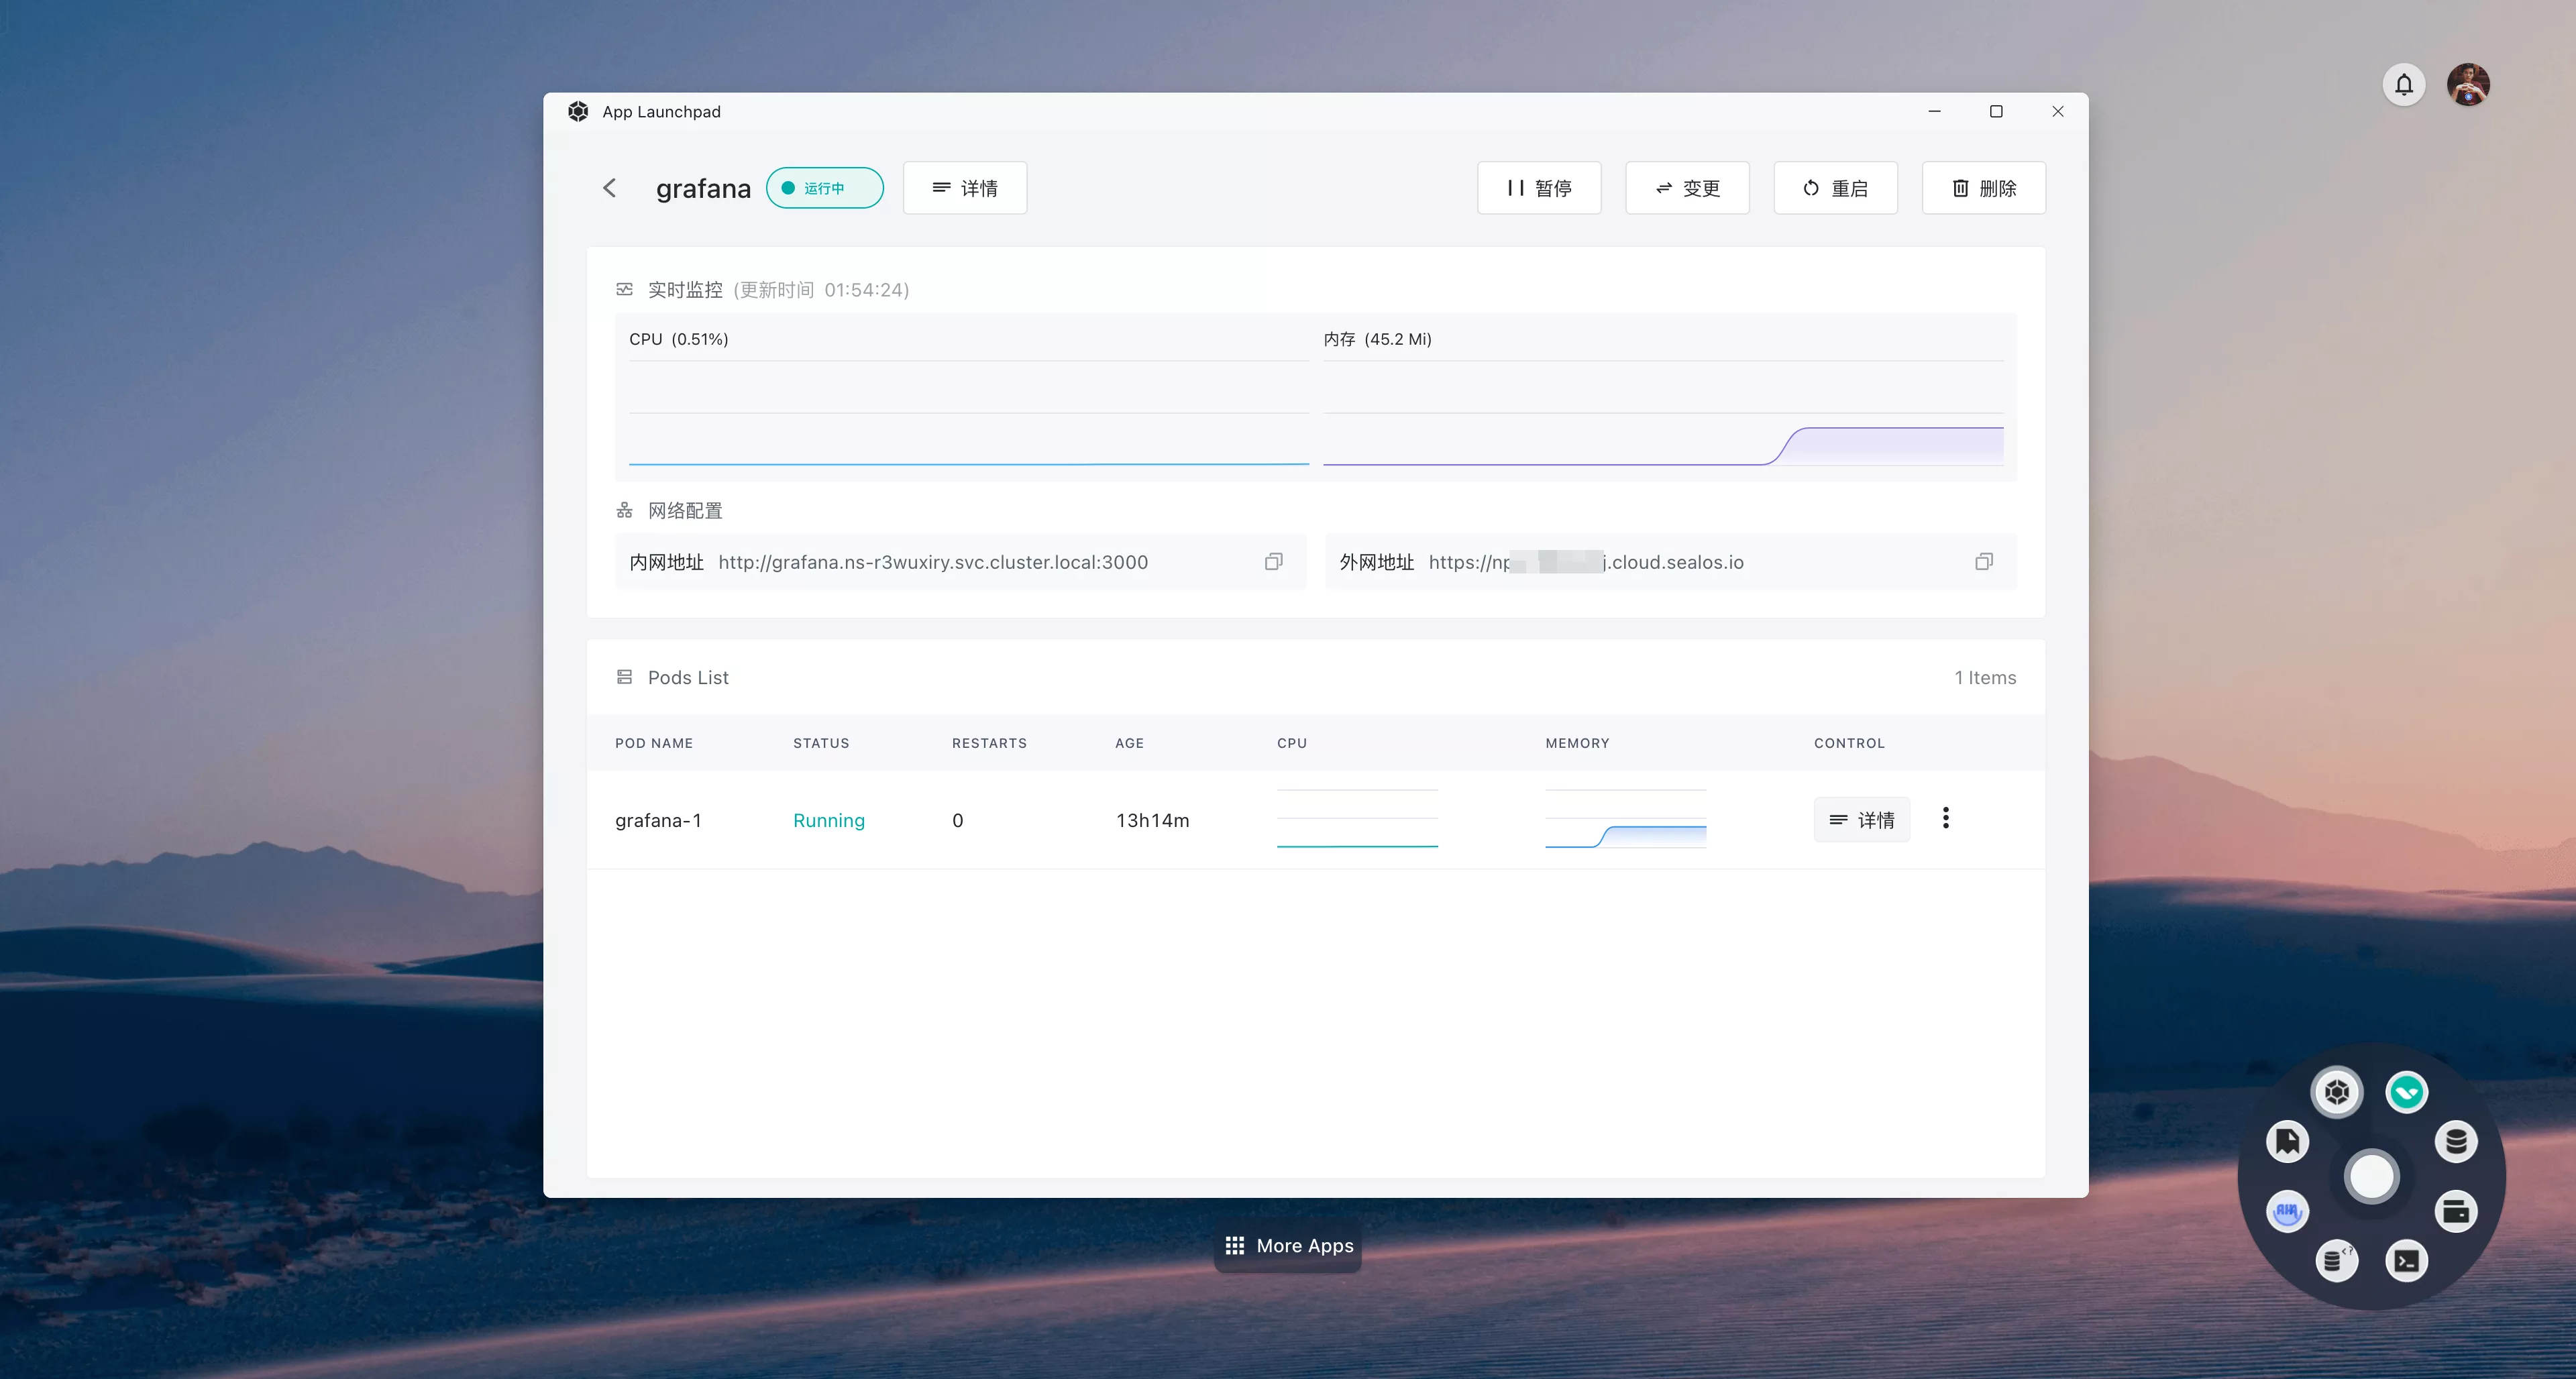 App Launchpad
grafana 运行中 详情 暂停 变更 重启 删除
实时监控 (更新时间 01:54:24)
CPU (0.51%) 内存 (45.2 Mi)
网络配置
内网地址 http://grafana.ns-r3wuxiry.svc.cluster.local:3000 外网地址 https://np j.cloud.sealos.io
Pods List 1 Items
POD NAME STATUS RESTARTS AGE CPU MEMORY CONTROL
grafana-1 Running 0 13h14m 详情
More Apps